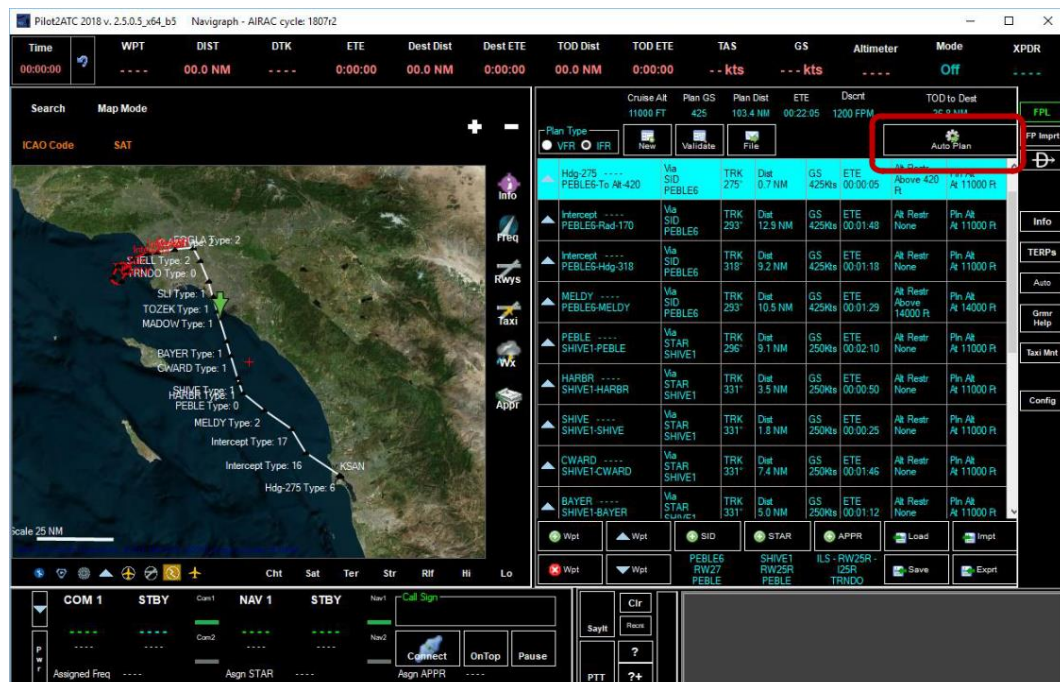 Pilot2ATC 2018 v. 2.5.0.5_x64_b5 Navigraph - AIRAC cycle: 1807r2
Time WPT DIST DTK ETE Dest Dist Dest ETE TOD Dist TOD ETE TAS GS Altimeter Mode XPDR
00:00:00 - - - - 00.0 NM - - - - 0:00:00 00.0 NM 0:00:00 00.0 NM 0:00:00 - - kts - - - kts - - - - Off - - - -
Search Map Mode
ICAO Code SAT
+ -
Info
Freq
Rwys
Taxi
Wx
Appr
FDGLA Type: 2
SHELL Type: 2
TRNDO Type: 0
SLI Type: 1
TOZEK Type: 1
MADOW Type: 1
BAYER Type: 1
CWARD Type: 1
SHIVE Type: 1
HARBR Type: 1
PEBLE Type: 0
MELDY Type: 2
Intercept Type: 17
Intercept Type: 16
KSAN
Hdg-275 Type: 6
Scale 25 NM
Cht Sat Ter Str Rlf Hi Lo
Cruise Alt Plan GS Plan Dist ETE Dscnt TOD to Dest
11000 FT 425 103.4 NM 00:22:05 1200 FPM
Plan Type
VFR IFR
New
Validate
File
Auto Plan
Hdg-275 - - - - Via TRK Dist GS ETE Alt Restr Pln Alt
PEBLE6-To Alt-420 SID PEBLE6 275° 0.7 NM 425Kts 00:00:05 Above 420 Ft At 11000 Ft
Intercept - - - - Via TRK Dist GS ETE Alt Restr Pln Alt
PEBLE6-Rad-170 SID PEBLE6 293° 12.9 NM 425Kts 00:01:48 None At 11000 Ft
Intercept - - - - Via TRK Dist GS ETE Alt Restr Pln Alt
PEBLE6-Hdg-318 SID PEBLE6 318° 9.2 NM 425Kts 00:01:18 None At 11000 Ft
MELDY - - - - Via TRK Dist GS ETE Alt Restr Pln Alt
PEBLE6-MELDY SID PEBLE6 293° 10.5 NM 425Kts 00:01:29 Above 14000 Ft At 14000 Ft
PEBLE - - - - Via TRK Dist GS ETE Alt Restr Pln Alt
SHIVE1-PEBLE STAR SHIVE1 296° 9.1 NM 250Kts 00:02:10 None At 11000 Ft
HARBR - - - - Via TRK Dist GS ETE Alt Restr Pln Alt
SHIVE1-HARBR STAR SHIVE1 331° 3.5 NM 250Kts 00:00:50 None At 11000 Ft
SHIVE - - - - Via TRK Dist GS ETE Alt Restr Pln Alt
SHIVE1-SHIVE STAR SHIVE1 331° 1.8 NM 250Kts 00:00:25 None At 11000 Ft
CWARD - - - - Via TRK Dist GS ETE Alt Restr Pln Alt
SHIVE1-CWARD STAR SHIVE1 331° 7.4 NM 250Kts 00:01:46 None At 11000 Ft
BAYER - - - - Via TRK Dist GS ETE Alt Restr Pln Alt
SHIVE1-BAYER STAR SHIVE1 331° 5.0 NM 250Kts 00:01:12 None At 11000 Ft
Wpt Wpt SID STAR APPR Load Impt
Wpt Wpt PEBLE6 SHIVE1 ILS - RW25R - Save Exprt
RW27 RW25R I25R
PEBLE PEBLE TRNDO
FPL
FP Imprt
Info
TERPs
Auto
Grmr Help
Taxi Mnt
Config
COM 1 STBY Com1 NAV 1 STBY Nav1 Call Sign
- - - - - - - - Com2 - - - - - - - - Nav2
Pwr
Connect OnTop Pause
Assigned Freq - - - - Asgn STAR - - - - Asgn APPR - - - -
SayIt
PTT
Clr
Recni
?
?+